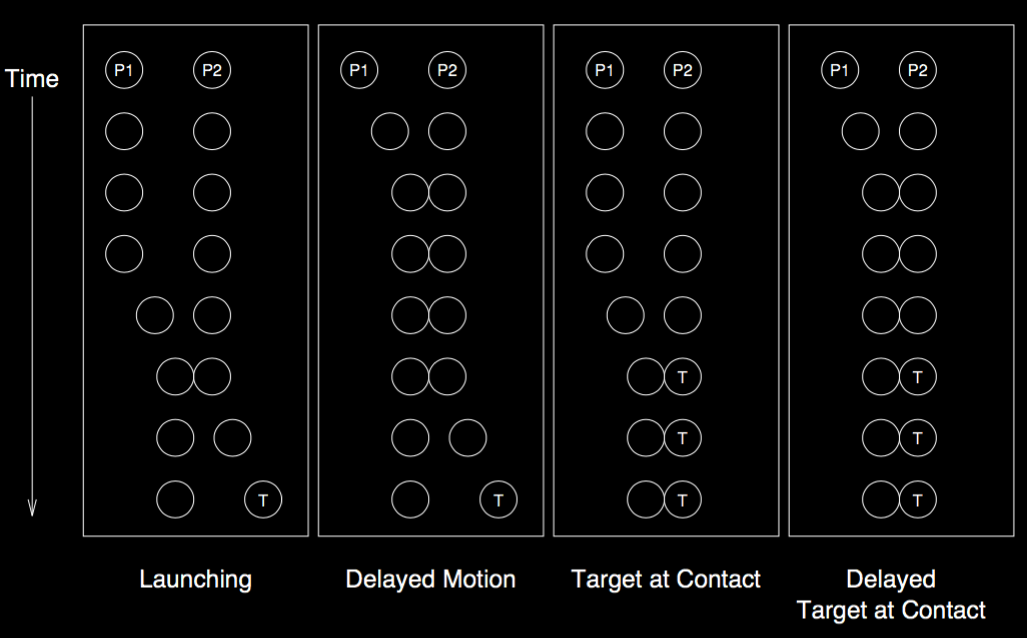 Time
P1 P2
T
Launching
P1 P2
T
Delayed Motion
P1 P2
T
T
T
Target at Contact
P1 P2
T
T
T
Delayed
Target at Contact